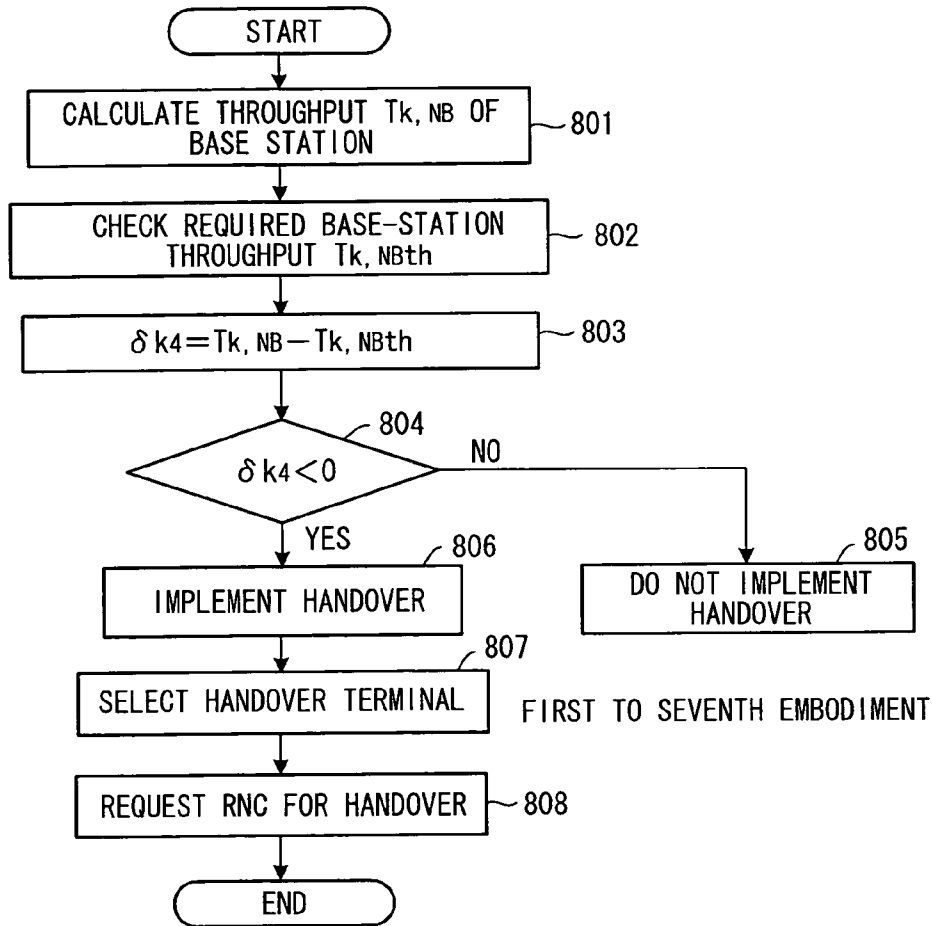 START
CALCULATE THROUGHPUT Tk, NB OF
BASE STATION
801
CHECK REQUIRED BASE-STATION
THROUGHPUT Tk, NBth
802
δk4=Tk, NB−Tk, NBth
803
804
δk4<0
NO
YES
806
IMPLEMENT HANDOVER
805
DO NOT IMPLEMENT
HANDOVER
807
SELECT HANDOVER TERMINAL
FIRST TO SEVENTH EMBODIMENT
REQUEST RNC FOR HANDOVER
808
END